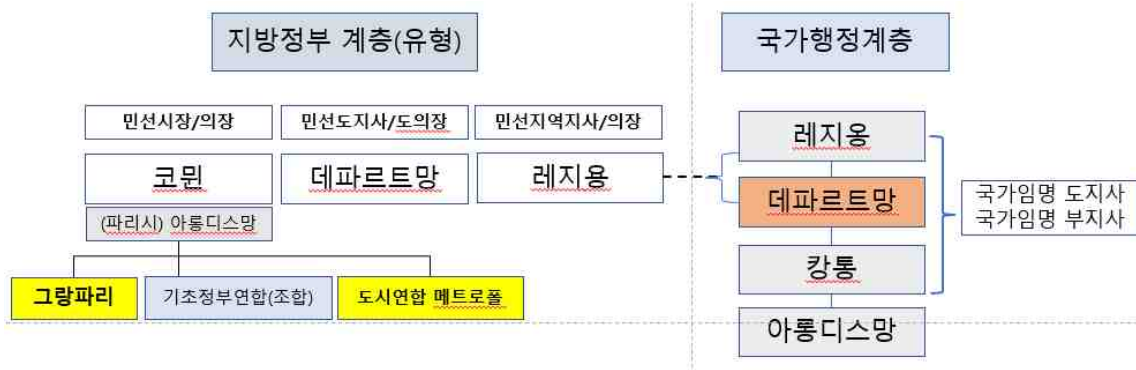 지방정부 계층(유형)
국가행정계층
민선시장/의장
민선도지사/도의장
민선지역지사/의장
코뮌
데파르트망
레지용
(파리시) 아롱디스망
그랑파리
기초정부연합(조합)
도시연합 메트로폴
레지옹
데파르트망
캉통
아롱디스망
국가임명 도지사
국가임명 부지사